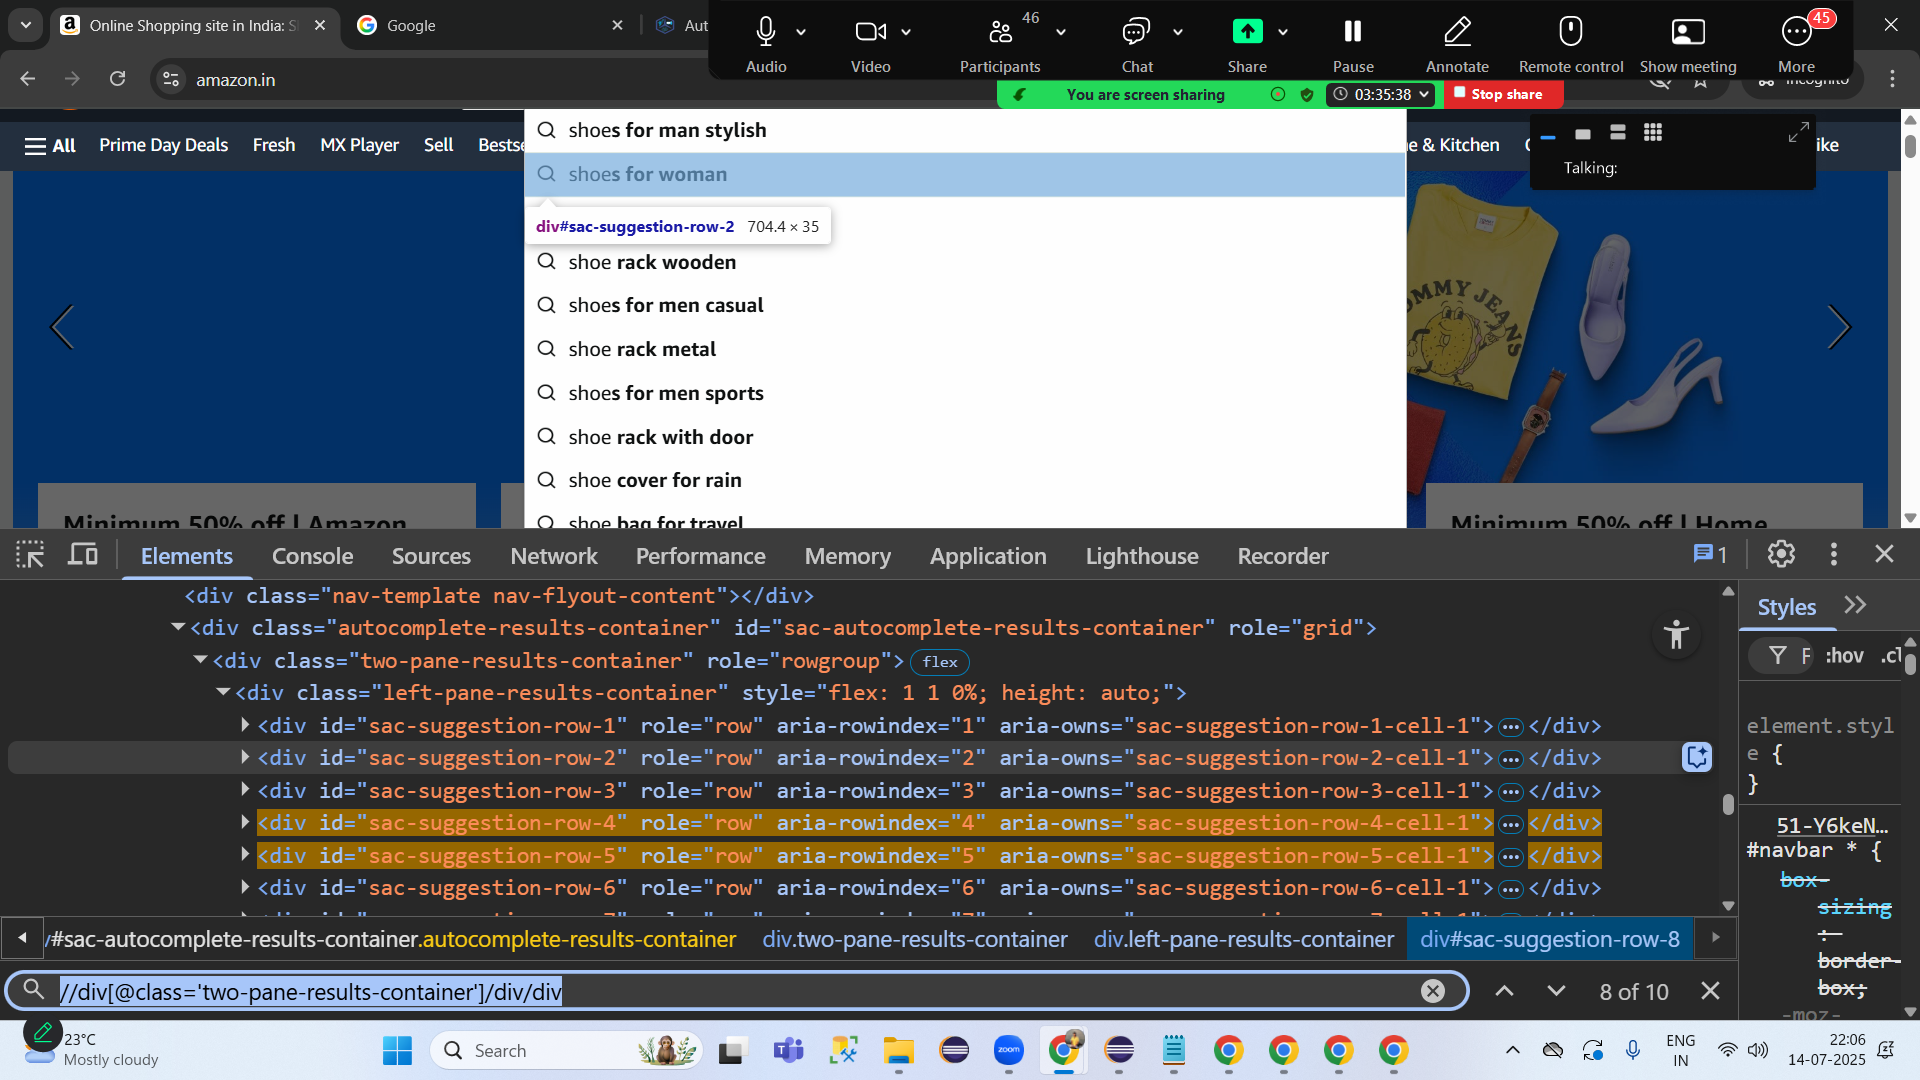 Online Shopping site in India: S
Google
Aut
46
45
Audio
Video
Participants
Chat
Share
Pause
Annotate
Remote control
Show meeting
More
amazon.in
Incognito
You are screen sharing
03:35:38
Stop share
Talking:
All
Prime Day Deals
Fresh
MX Player
Sell
Bestse
e & Kitchen
ike
shoes for man stylish
shoes for woman
div#sac-suggestion-row-2 704.4 × 35
shoe rack wooden
shoes for men casual
shoe rack metal
shoes for men sports
shoe rack with door
shoe cover for rain
shoe bag for travel
OMMY JEANS
Minimum 50% off | Amazon
Minimum 50% off | Home
Elements
Console
Sources
Network
Performance
Memory
Application
Lighthouse
Recorder
1
<div class="nav-template nav-flyout-content"></div>
<div class="autocomplete-results-container" id="sac-autocomplete-results-container" role="grid">
<div class="two-pane-results-container" role="rowgroup"> flex
<div class="left-pane-results-container" style="flex: 1 1 0%; height: auto;">
<div id="sac-suggestion-row-1" role="row" aria-rowindex="1" aria-owns="sac-suggestion-row-1-cell-1">…</div>
<div id="sac-suggestion-row-2" role="row" aria-rowindex="2" aria-owns="sac-suggestion-row-2-cell-1">…</div>
<div id="sac-suggestion-row-3" role="row" aria-rowindex="3" aria-owns="sac-suggestion-row-3-cell-1">…</div>
<div id="sac-suggestion-row-4" role="row" aria-rowindex="4" aria-owns="sac-suggestion-row-4-cell-1">…</div>
<div id="sac-suggestion-row-5" role="row" aria-rowindex="5" aria-owns="sac-suggestion-row-5-cell-1">…</div>
<div id="sac-suggestion-row-6" role="row" aria-rowindex="6" aria-owns="sac-suggestion-row-6-cell-1">…</div>
Styles
F :hov .cl
element.styl
e {
}
51-Y6keN…
#navbar * {
box-
sizing
:
border-
box;
-moz-
/#sac-autocomplete-results-container.autocomplete-results-container
div.two-pane-results-container
div.left-pane-results-container
div#sac-suggestion-row-8
//div[@class='two-pane-results-container']/div/div
8 of 10
23°C
Mostly cloudy
Search
zoom
ENG
IN
22:06
14-07-2025